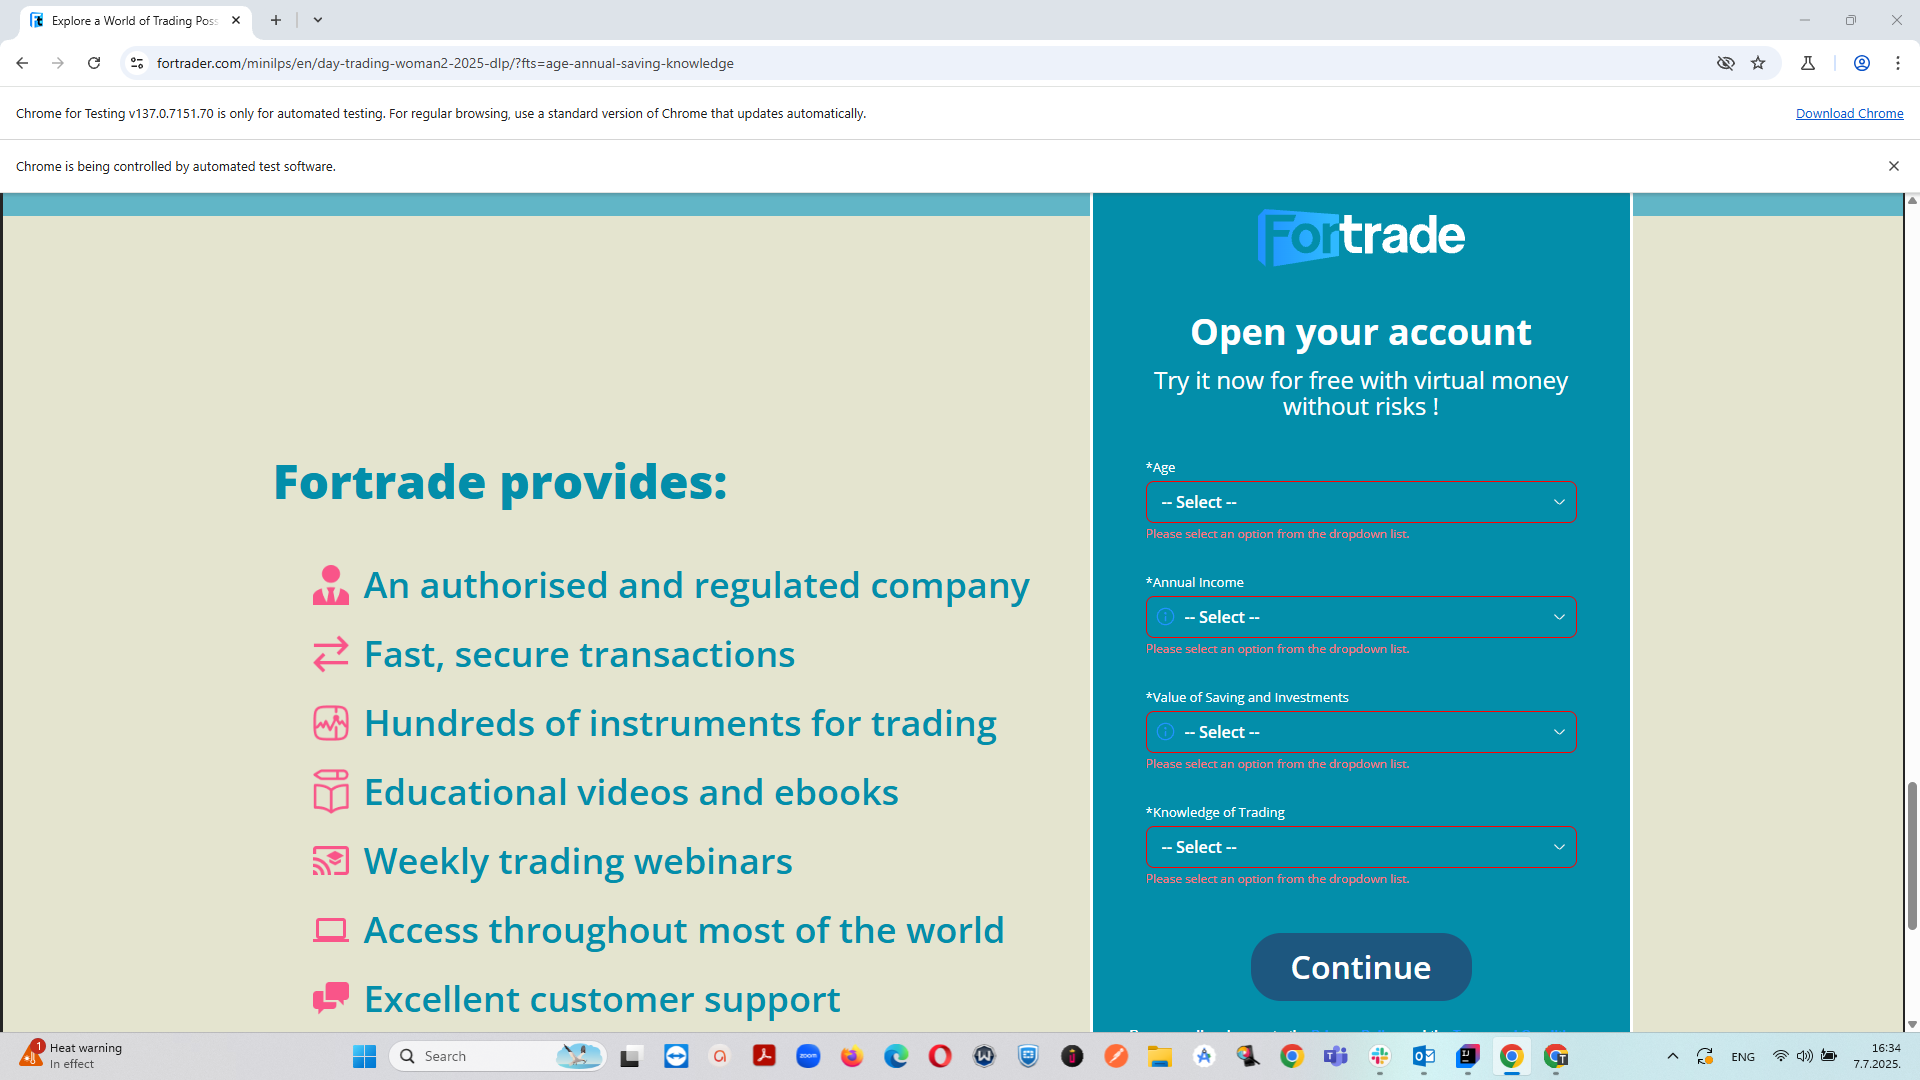 Explore a World of Trading Poss
fortrader.com/minilps/en/day-trading-woman2-2025-dlp/?fts=age-annual-saving-knowledge
Chrome for Testing v137.0.7151.70 is only for automated testing. For regular browsing, use a standard version of Chrome that updates automatically.
Download Chrome
Chrome is being controlled by automated test software.
Fortrade
Open your account
Try it now for free with virtual money
without risks !
*Age
-- Select --
Please select an option from the dropdown list.
*Annual Income
-- Select --
Please select an option from the dropdown list.
*Value of Saving and Investments
-- Select --
Please select an option from the dropdown list.
*Knowledge of Trading
-- Select --
Please select an option from the dropdown list.
Continue
Fortrade provides:
An authorised and regulated company
Fast, secure transactions
Hundreds of instruments for trading
Educational videos and ebooks
Weekly trading webinars
Access throughout most of the world
Excellent customer support
1
Heat warning
In effect
Search
zoom
ENG
16:34
7.7.2025.